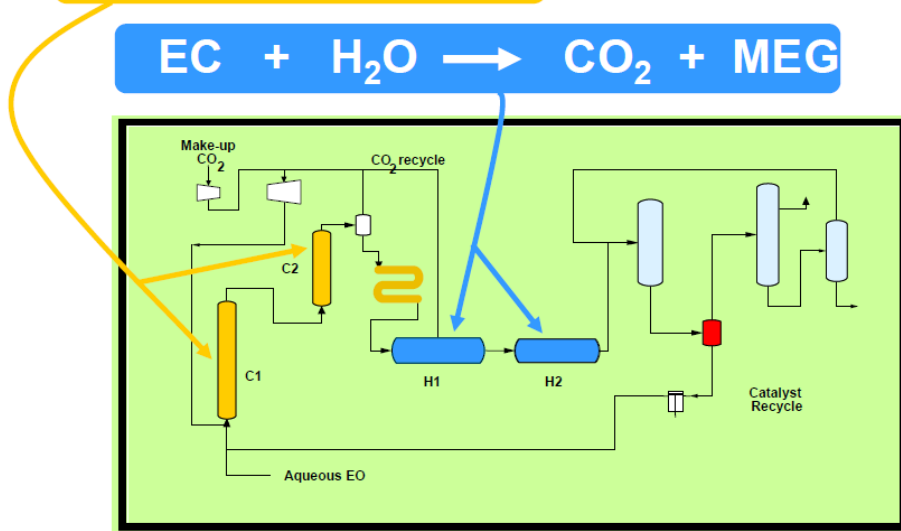 EC + H₂O → CO₂ + MEG
Make-up
CO₂
CO₂ recycle
C2
C1
H1
H2
Catalyst
Recycle
Aqueous EO